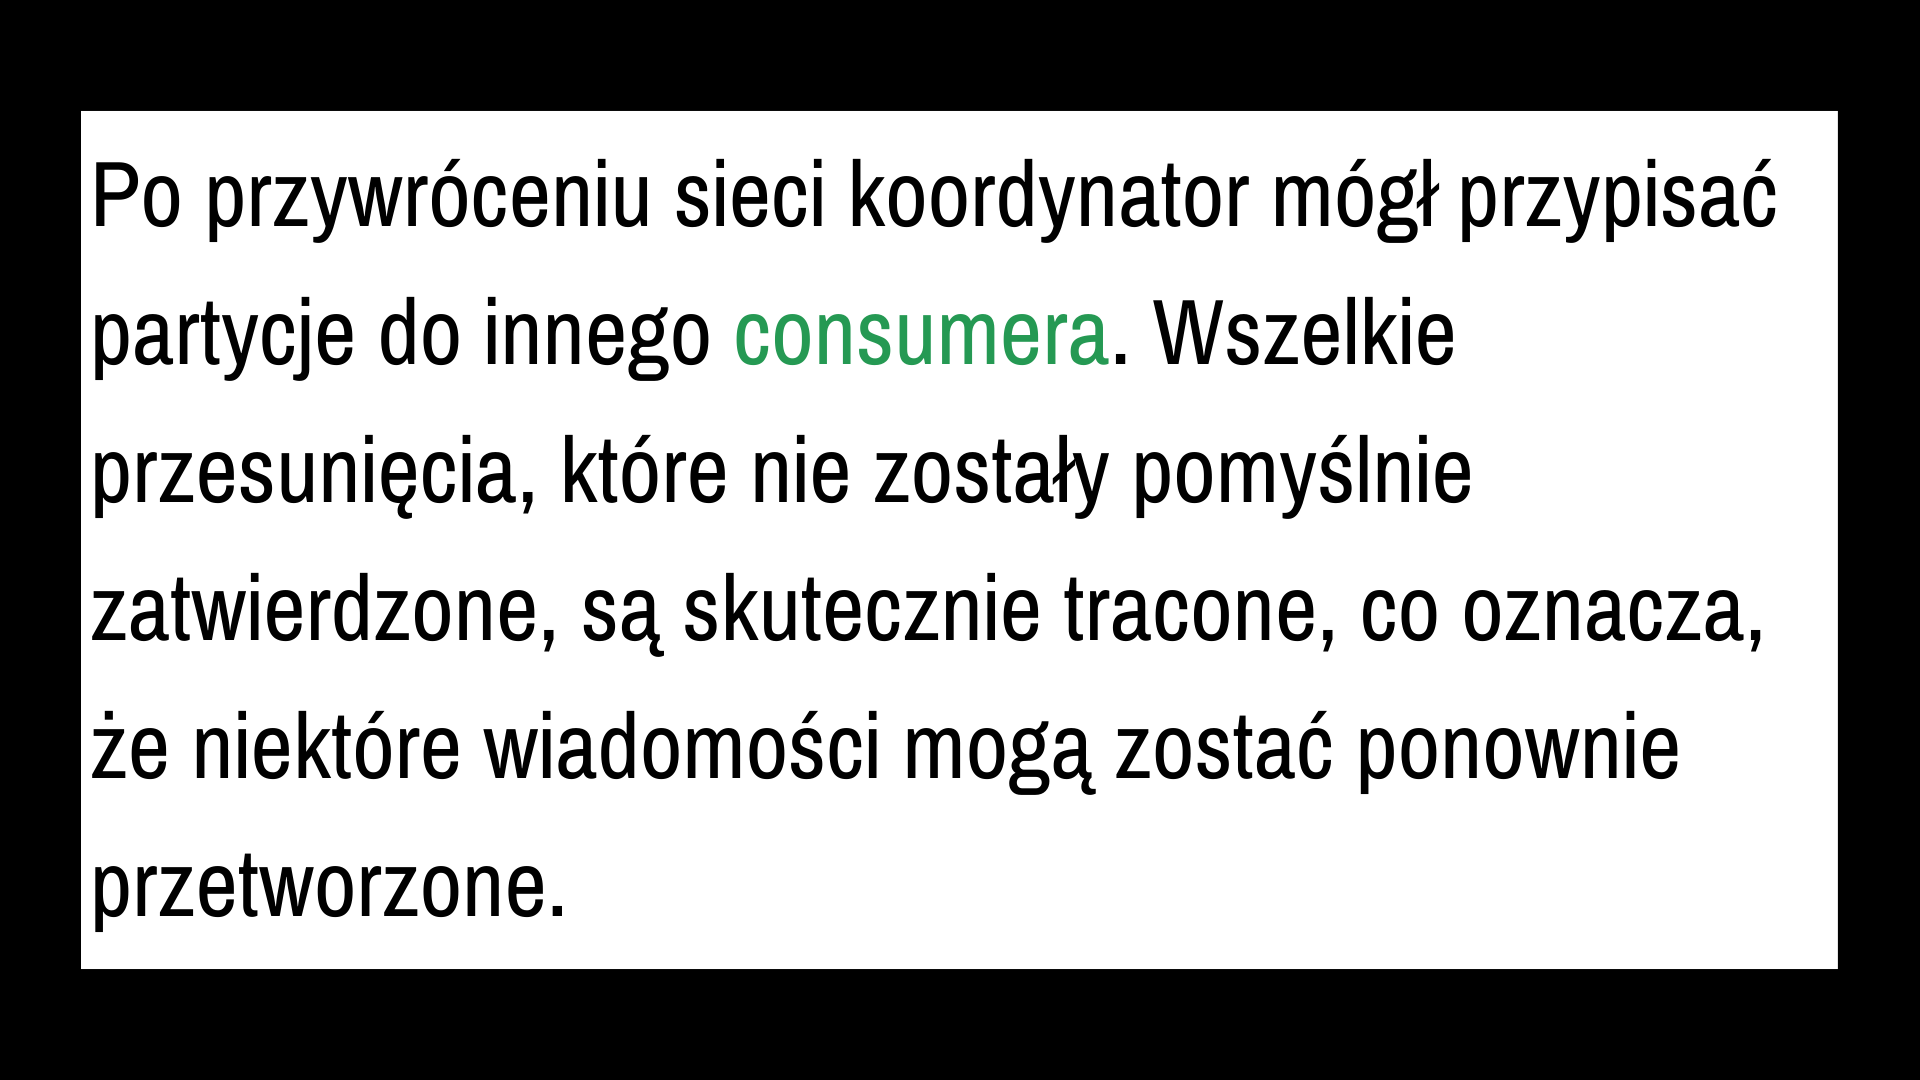 Po przywróceniu sieci koordynator mógł przypisać
partycje do innego consumera. Wszelkie
przesunięcia, które nie zostały pomyślnie
zatwierdzone, są skutecznie tracone, co oznacza,
że niektóre wiadomości mogą zostać ponownie
przetworzone.